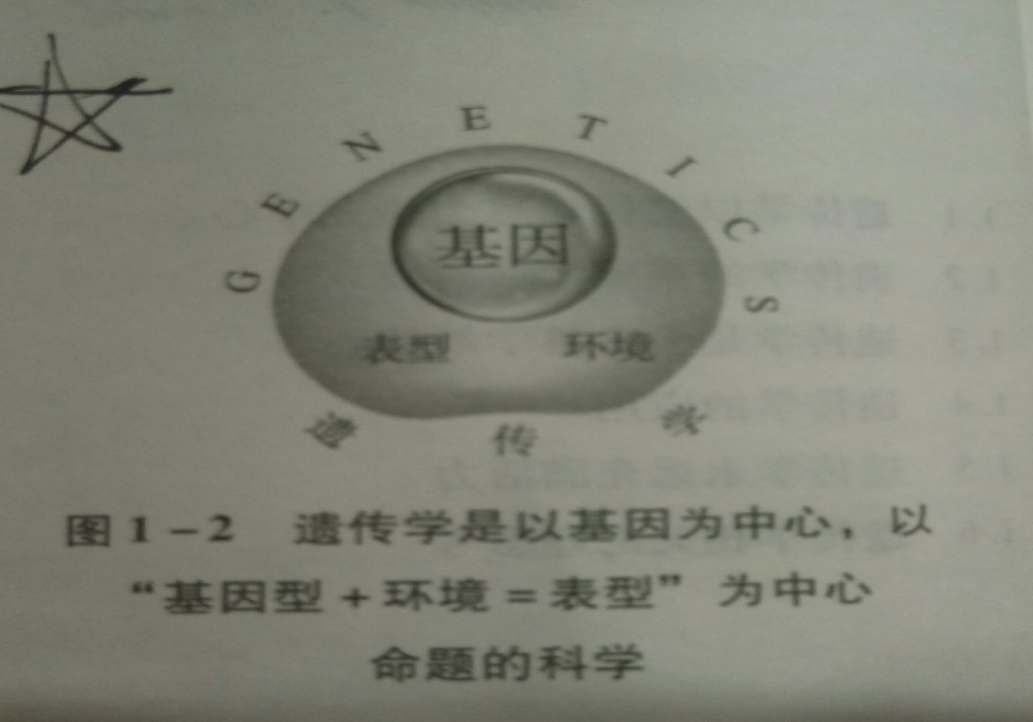 GENETICS
基因
表型 环境
遗传学
图1-2 遗传学是以基因为中心，以
“基因型+环境=表型”为中心
命题的科学